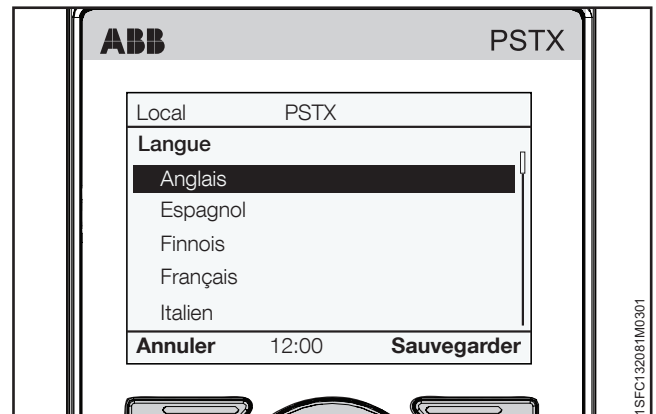 ABB PSTX
Local PSTX
Langue
Anglais
Espagnol
Finnois
Français
Italien
Annuler 12:00 Sauvegarder
1SFC132081M0301